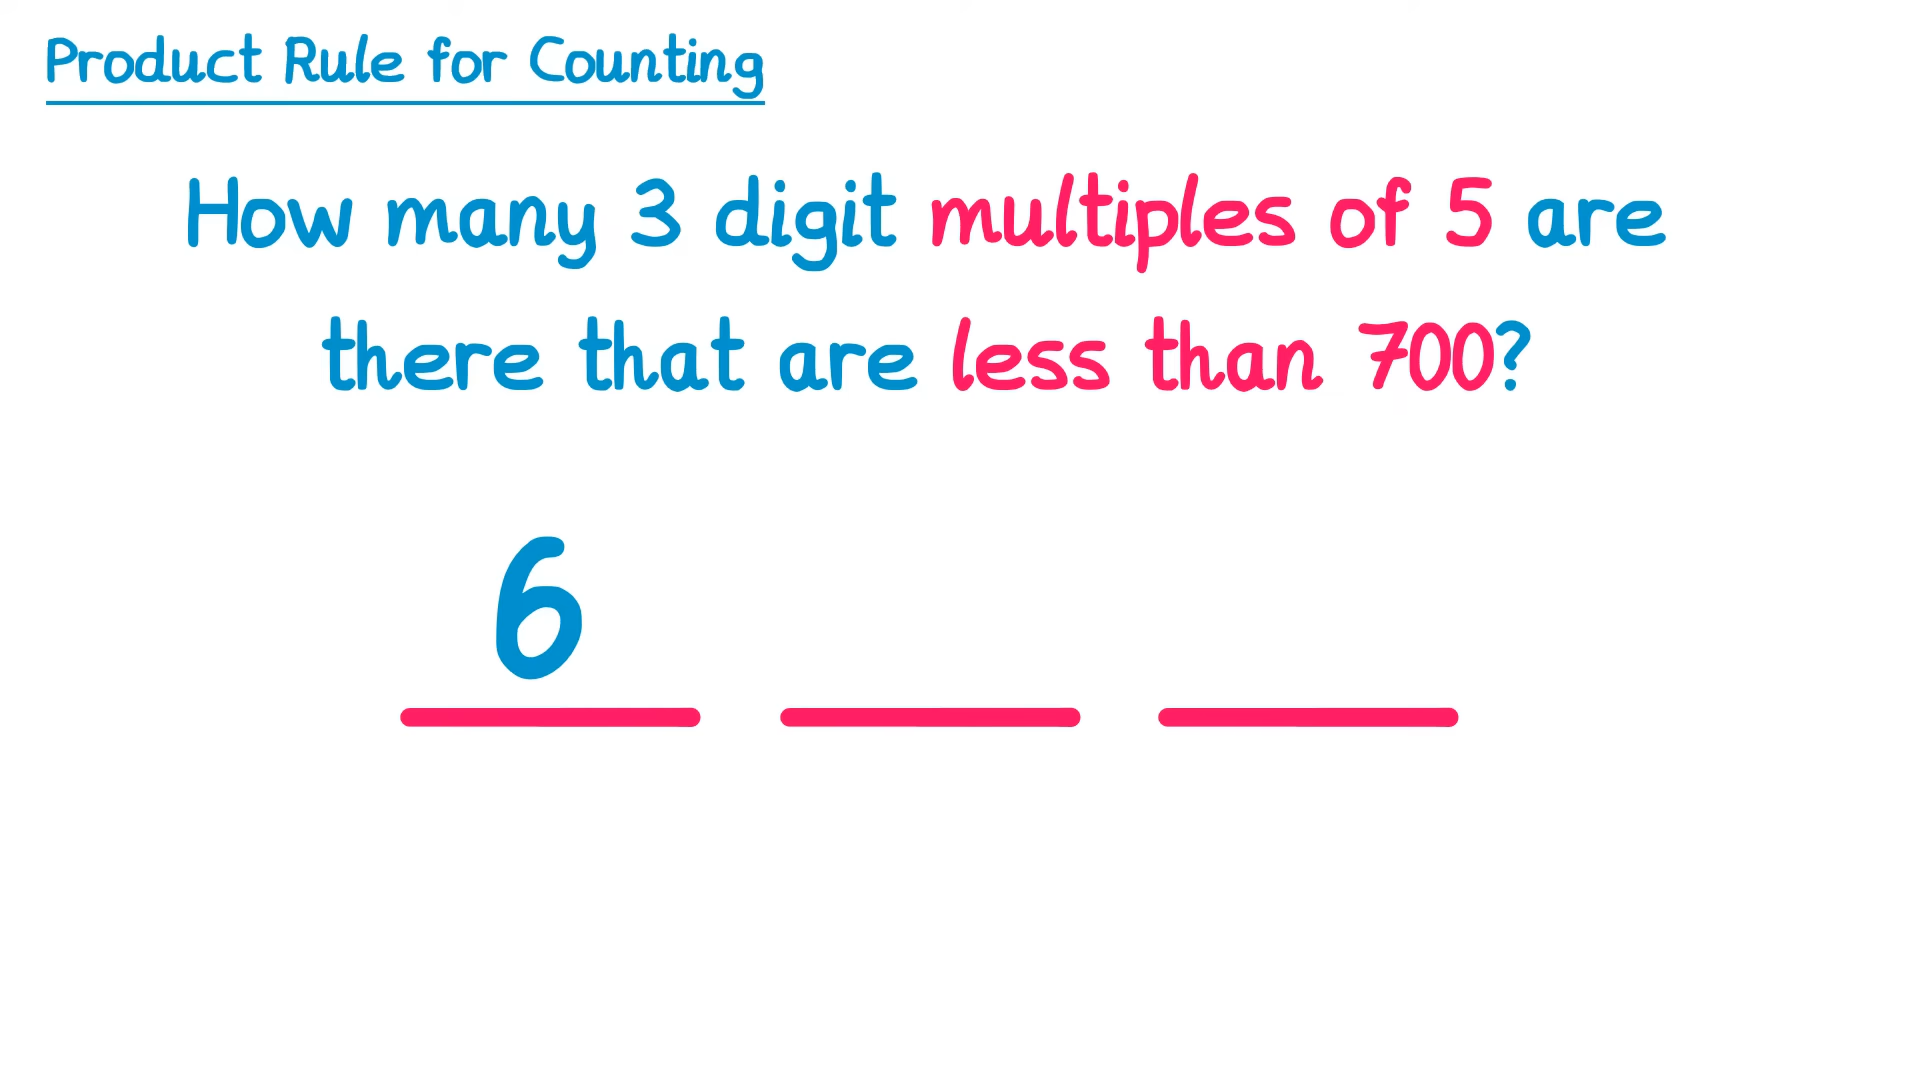 Product Rule for Counting
How many 3 digit multiples of 5 are
there that are less than 700?
6